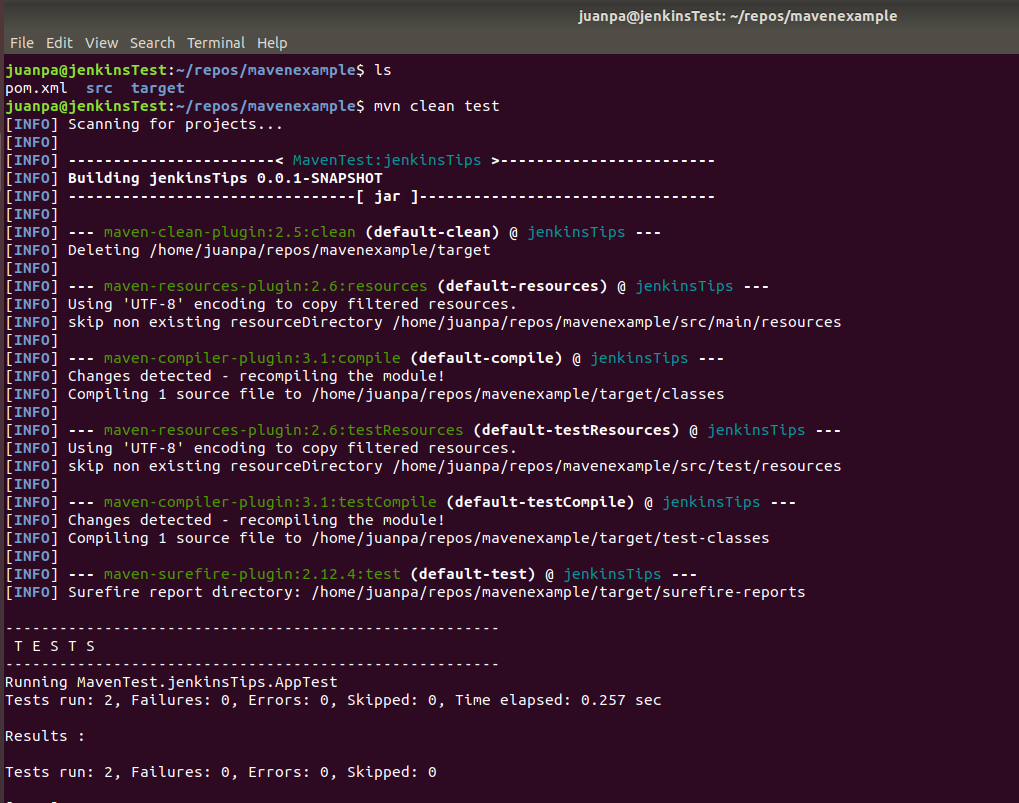 juanpa@jenkinsTest: ~/repos/mavenexample
File Edit View Search Terminal Help
juanpa@jenkinsTest:~/repos/mavenexample$ ls
pom.xml  src  target
juanpa@jenkinsTest:~/repos/mavenexample$ mvn clean test
[INFO] Scanning for projects...
[INFO]
[INFO] -----------------------< MavenTest:jenkinsTips >------------------------
[INFO] Building jenkinsTips 0.0.1-SNAPSHOT
[INFO] --------------------------------[ jar ]---------------------------------
[INFO]
[INFO] --- maven-clean-plugin:2.5:clean (default-clean) @ jenkinsTips ---
[INFO] Deleting /home/juanpa/repos/mavenexample/target
[INFO]
[INFO] --- maven-resources-plugin:2.6:resources (default-resources) @ jenkinsTips ---
[INFO] Using 'UTF-8' encoding to copy filtered resources.
[INFO] skip non existing resourceDirectory /home/juanpa/repos/mavenexample/src/main/resources
[INFO]
[INFO] --- maven-compiler-plugin:3.1:compile (default-compile) @ jenkinsTips ---
[INFO] Changes detected - recompiling the module!
[INFO] Compiling 1 source file to /home/juanpa/repos/mavenexample/target/classes
[INFO]
[INFO] --- maven-resources-plugin:2.6:testResources (default-testResources) @ jenkinsTips ---
[INFO] Using 'UTF-8' encoding to copy filtered resources.
[INFO] skip non existing resourceDirectory /home/juanpa/repos/mavenexample/src/test/resources
[INFO]
[INFO] --- maven-compiler-plugin:3.1:testCompile (default-testCompile) @ jenkinsTips ---
[INFO] Changes detected - recompiling the module!
[INFO] Compiling 1 source file to /home/juanpa/repos/mavenexample/target/test-classes
[INFO]
[INFO] --- maven-surefire-plugin:2.12.4:test (default-test) @ jenkinsTips ---
[INFO] Surefire report directory: /home/juanpa/repos/mavenexample/target/surefire-reports
-------------------------------------------------------
 T E S T S
-------------------------------------------------------
Running MavenTest.jenkinsTips.AppTest
Tests run: 2, Failures: 0, Errors: 0, Skipped: 0, Time elapsed: 0.257 sec
Results :
Tests run: 2, Failures: 0, Errors: 0, Skipped: 0